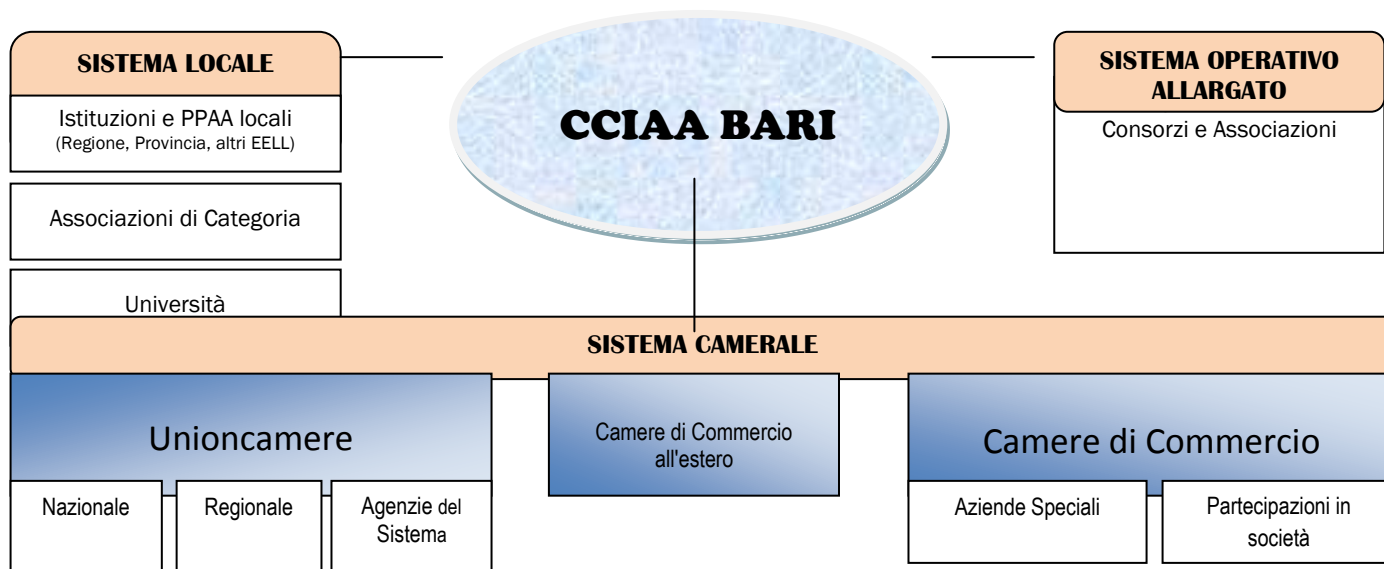 SISTEMA LOCALE
Istituzioni e PPAA locali
(Regione, Provincia, altri EELL)
Associazioni di Categoria
Università
CCIAA BARI
SISTEMA OPERATIVO
ALLARGATO
Consorzi e Associazioni
SISTEMA CAMERALE
Unioncamere
Nazionale
Regionale
Agenzie del
Sistema
Camere di Commercio
all'estero
Camere di Commercio
Aziende Speciali
Partecipazioni in
società